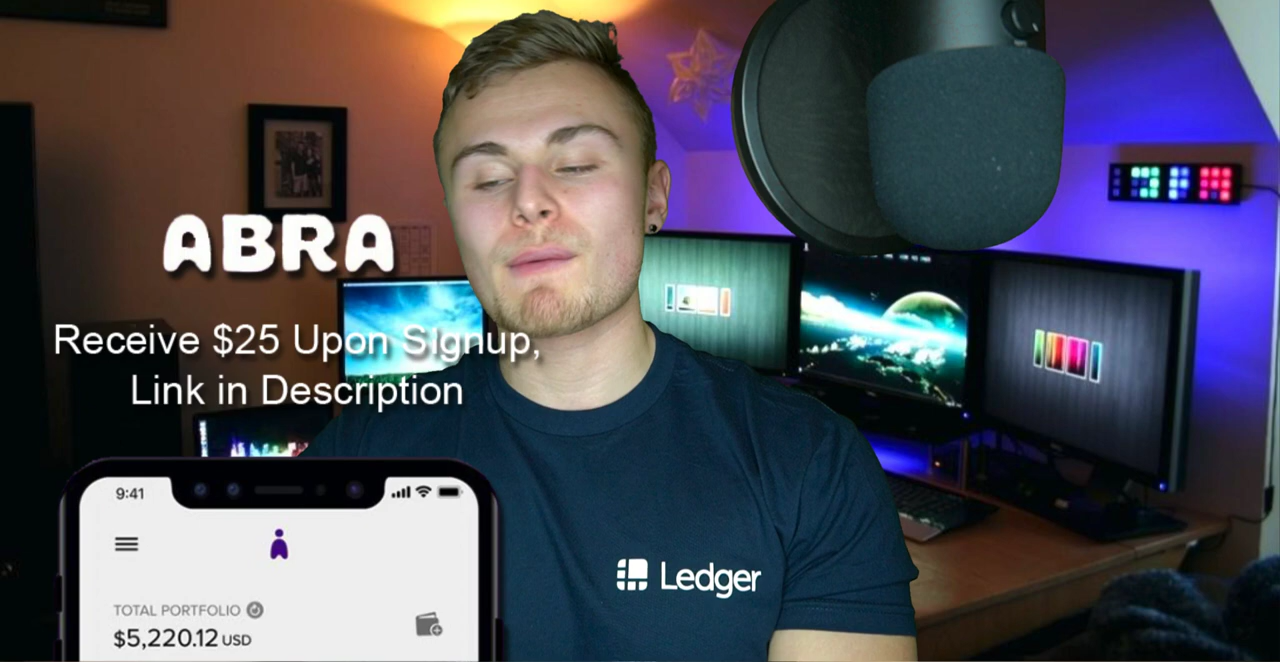 ABRA
Receive $25 Upon Signup,
Link in Description
9:41
TOTAL PORTFOLIO
$5,220.12 USD
Ledger